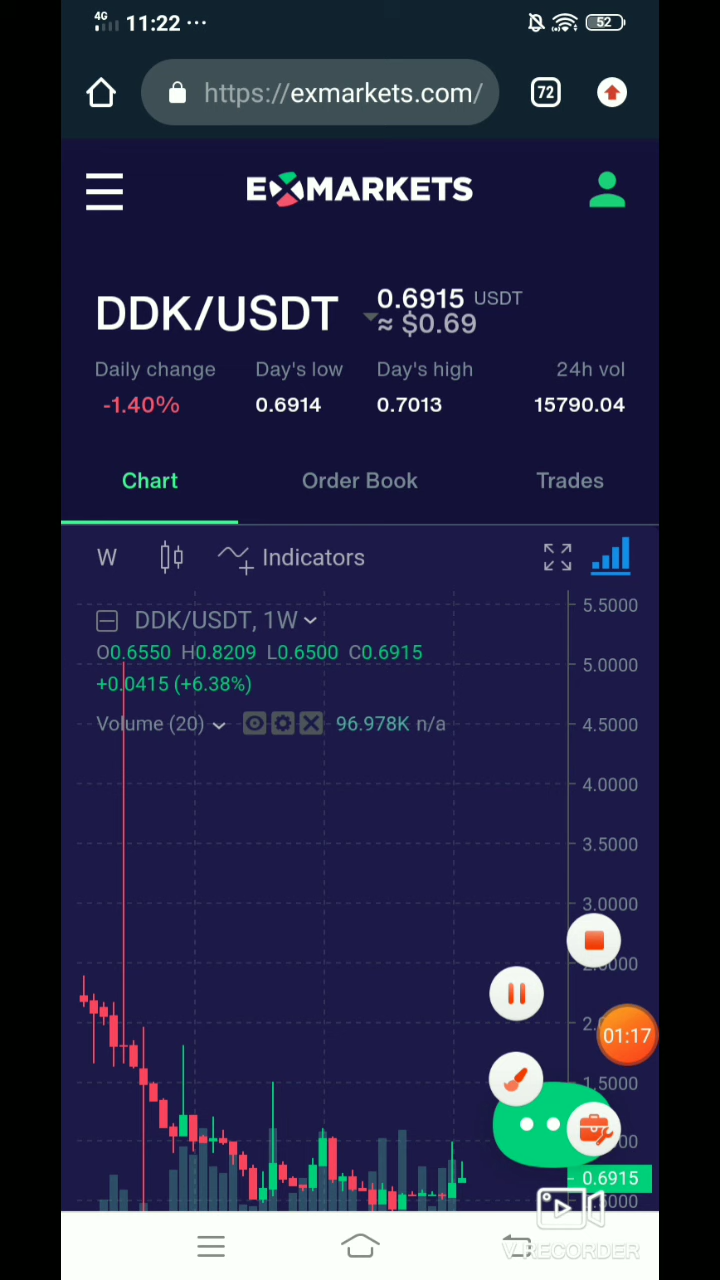 4G 11:22 ··· 52
https://exmarkets.com/ 72
EXMARKETS
DDK/USDT
0.6915 USDT
≈ $0.69
Daily change Day's low Day's high 24h vol
-1.40% 0.6914 0.7013 15790.04
Chart Order Book Trades
W Indicators
DDK/USDT, 1W
O0.6550 H0.8209 L0.6500 C0.6915
+0.0415 (+6.38%)
Volume (20) 96.978K n/a
5.5000
5.0000
4.5000
4.0000
3.5000
3.0000
01:17
1.5000
0.6915
V RECORDER